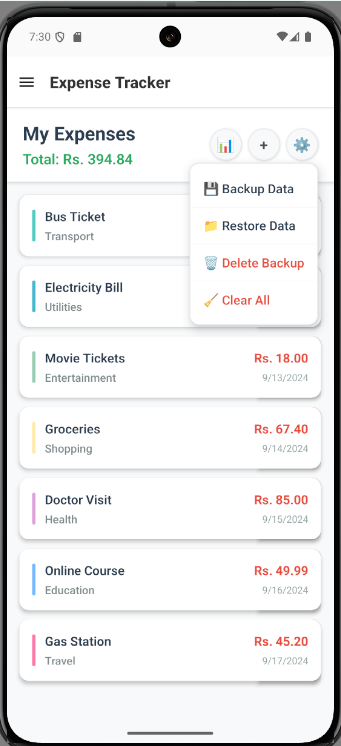 7:30
Expense Tracker
My Expenses
Total: Rs. 394.84
Backup Data
Restore Data
Delete Backup
Clear All
Bus Ticket
Transport
Electricity Bill
Utilities
Movie Tickets
Rs. 18.00
Entertainment
9/13/2024
Groceries
Rs. 67.40
Shopping
9/14/2024
Doctor Visit
Rs. 85.00
Health
9/15/2024
Online Course
Rs. 49.99
Education
9/16/2024
Gas Station
Rs. 45.20
Travel
9/17/2024